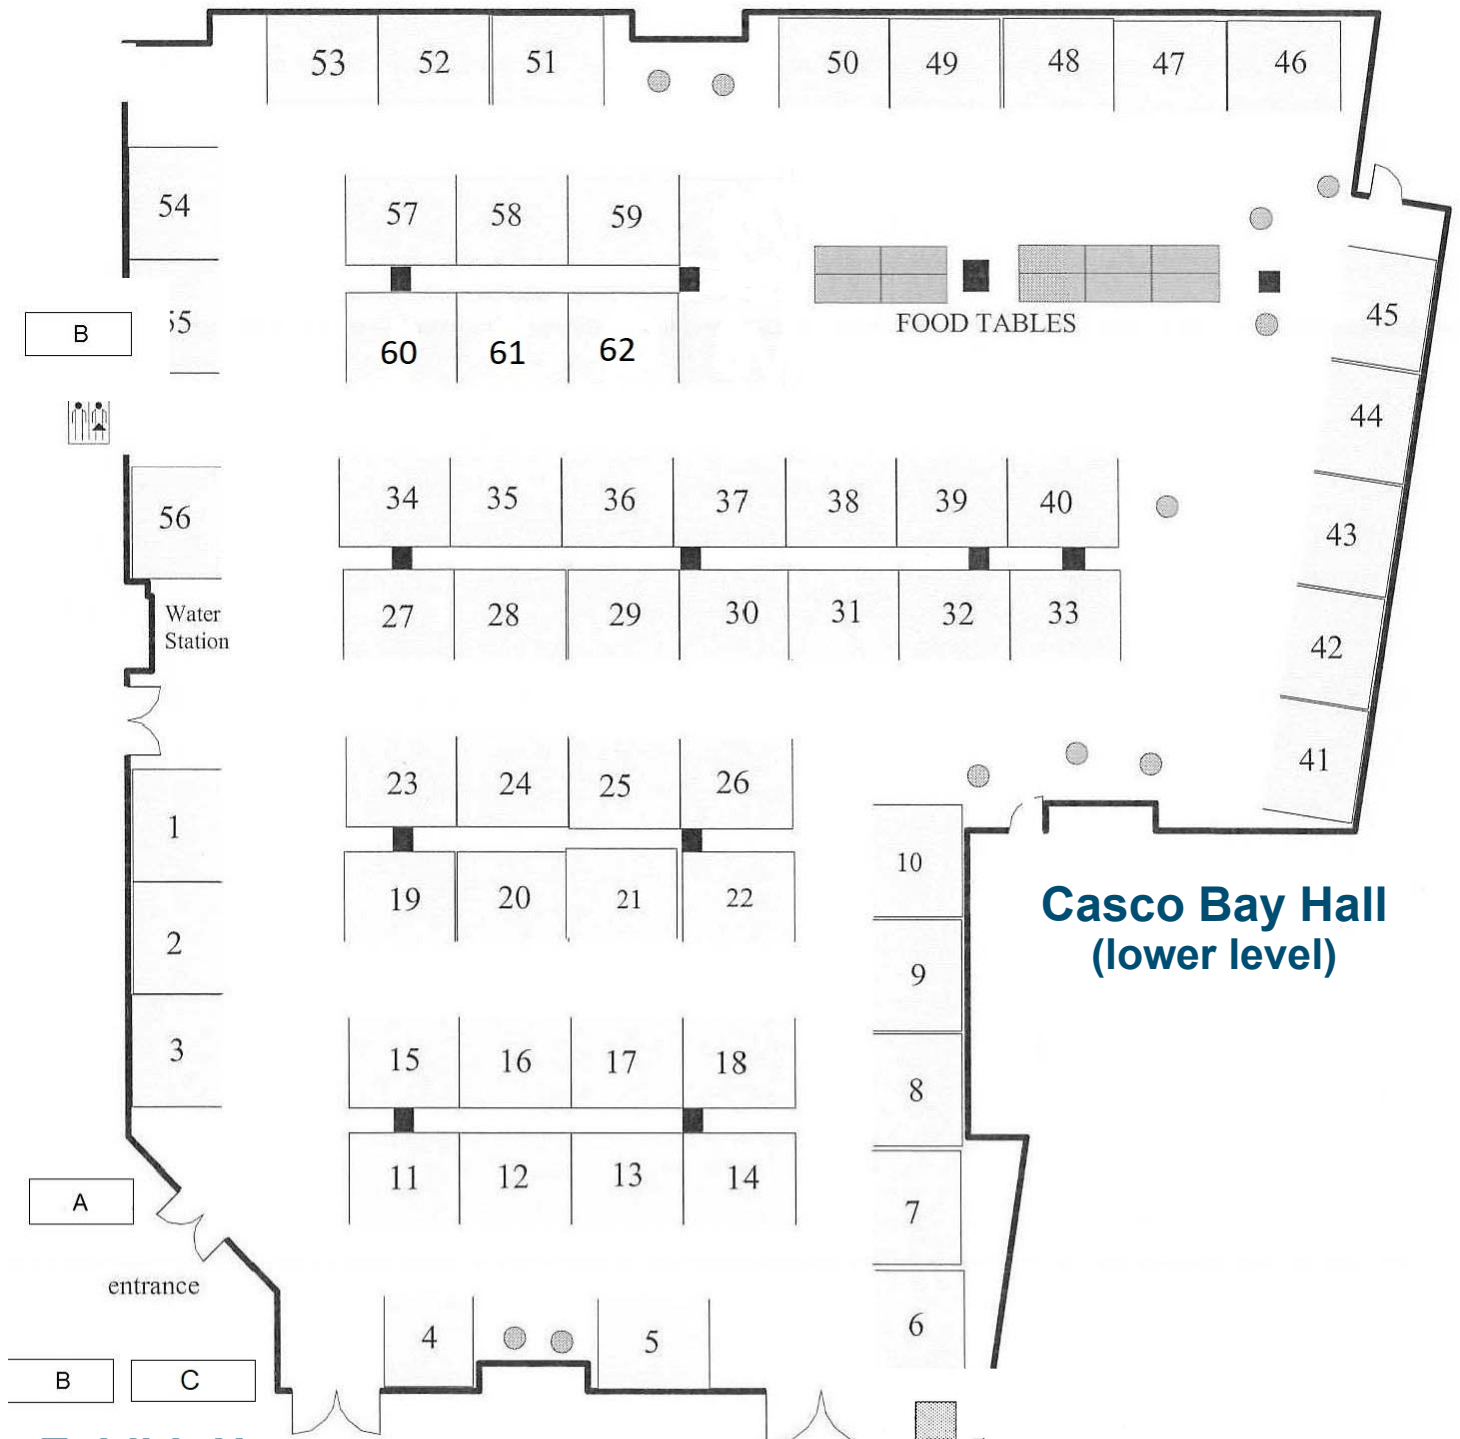 53 52 51 50 49 48 47 46
54 57 58 59
45
B 55 60 61 62 FOOD TABLES
44
34 35 36 37 38 39 40
56 43
27 28 29 30 31 32 33
Water
Station
42
23 24 25 26 41
1
10
19 20 21 22 Casco Bay Hall
2 (lower level)
9
3 15 16 17 18
8
11 12 13 14
A 7
entrance
4 5 6
B C